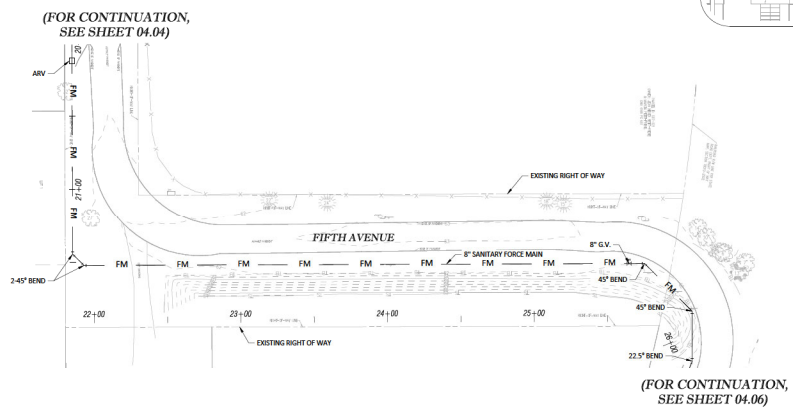 (FOR CONTINUATION,
SEE SHEET 04.04)
20
ARV
FM
FM
21+00
FM
2-45° BEND
EXISTING RIGHT OF WAY
FIFTH AVENUE
8" SANITARY FORCE MAIN
8" G.V.
FM FM FM FM FM FM FM FM FM
45° BEND
FM
45° BEND
22+00 23+00 24+00 25+00
26+00
EXISTING RIGHT OF WAY
22.5° BEND
(FOR CONTINUATION,
SEE SHEET 04.06)